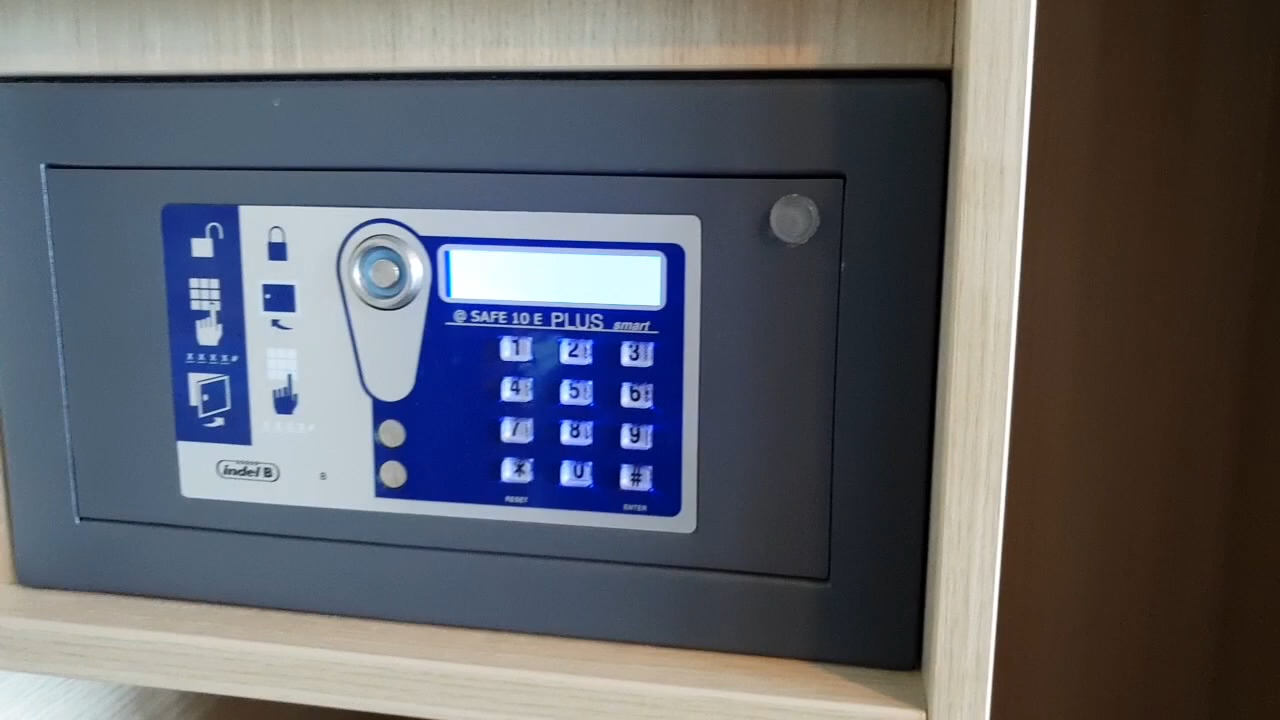 @ SAFE 10 E PLUS smart
1 2 3
4 5 6
7 8 9
* 0 #
RESET ENTER
indel B
B